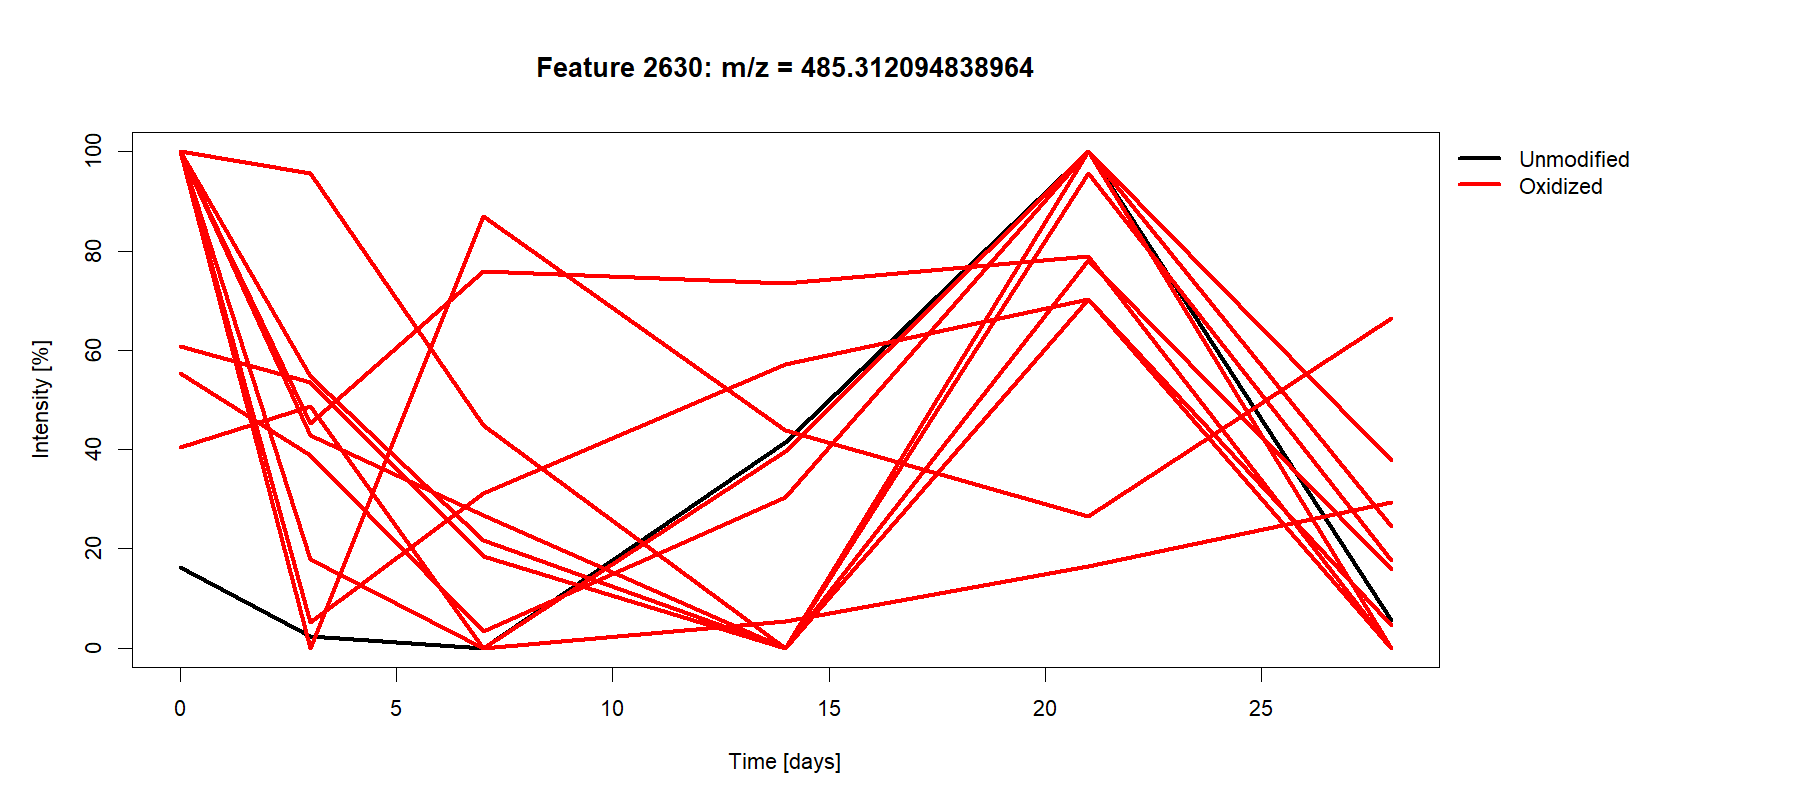 Feature 2630: m/z = 485.312094838964
Unmodified
Oxidized
Intensity [%]
100
80
60
40
20
0
0 5 10 15 20 25
Time [days]